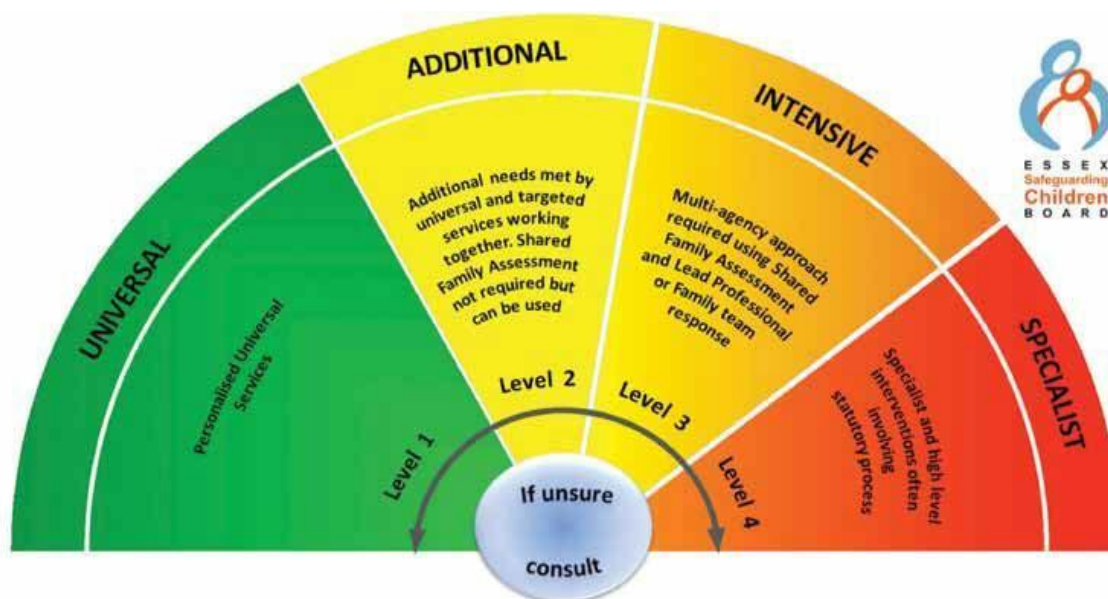 UNIVERSAL
Personalised Universal
Services
Level 1
ADDITIONAL
Additional needs met by
universal and targeted
services working
together. Shared
Family Assessment
not required but
can be used
Level 2
INTENSIVE
Multi-agency approach
required using Shared
Family Assessment
and Lead Professional
or Family team
response
Level 3
SPECIALIST
Specialist and high level
interventions often
involving
statutory process
Level 4
If unsure
consult
ESSEX
Safeguarding
Children
BOARD